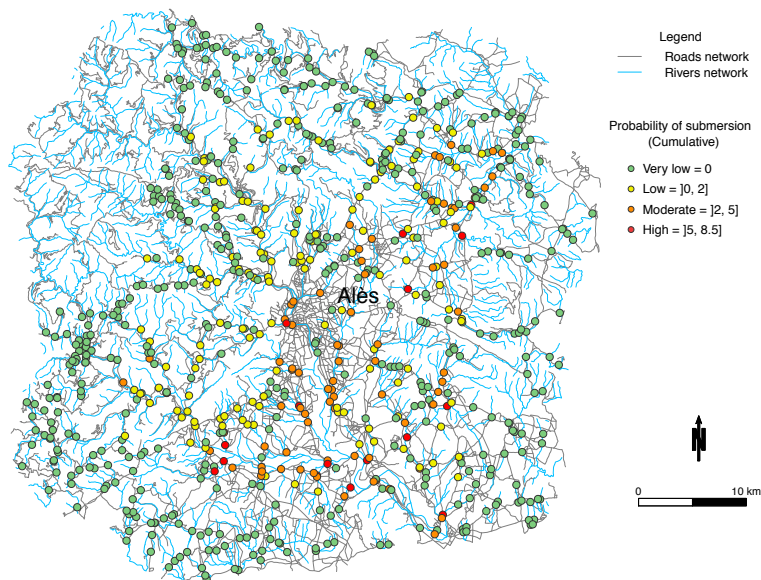 Legend
Roads network
Rivers network
Probability of submersion
(Cumulative)
Very low = 0
Low = ]0, 2]
Moderate = ]2, 5]
High = ]5, 8.5]
Alès
N
0 10 km